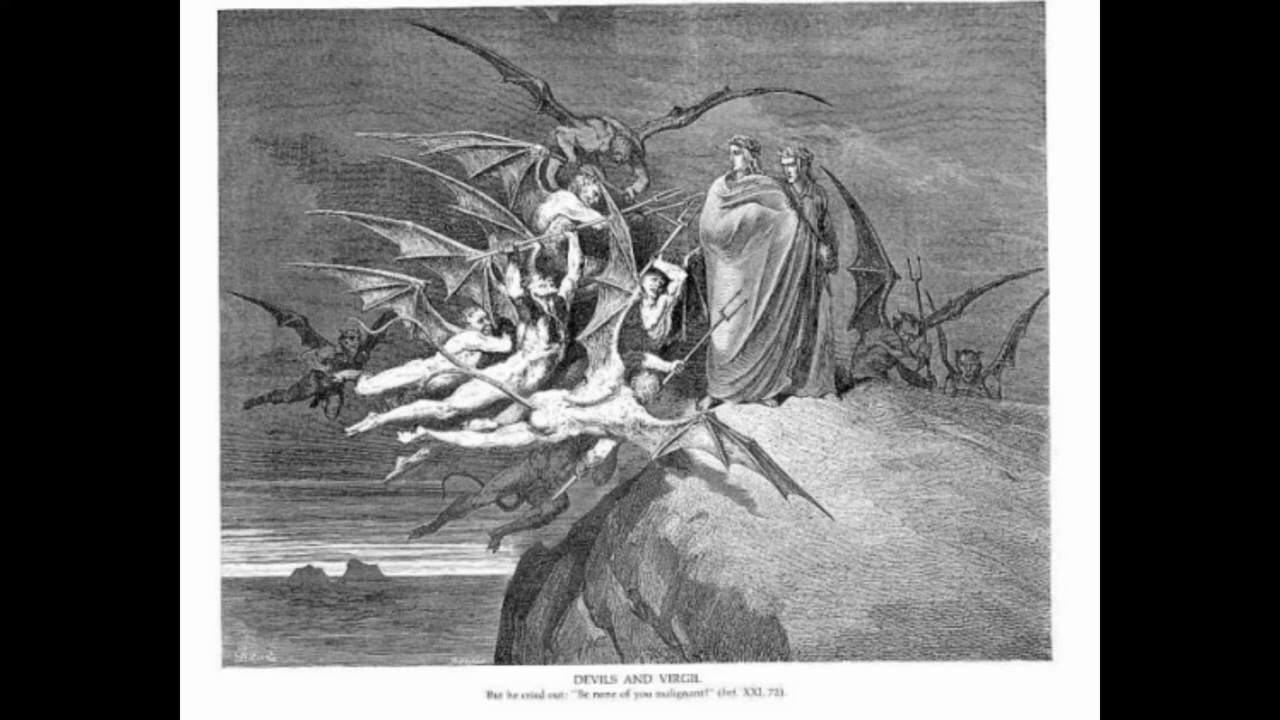 DEVILS AND VIRGIL
But he cried out: "Be none of you malignant!" (Inf. XXI, 72).